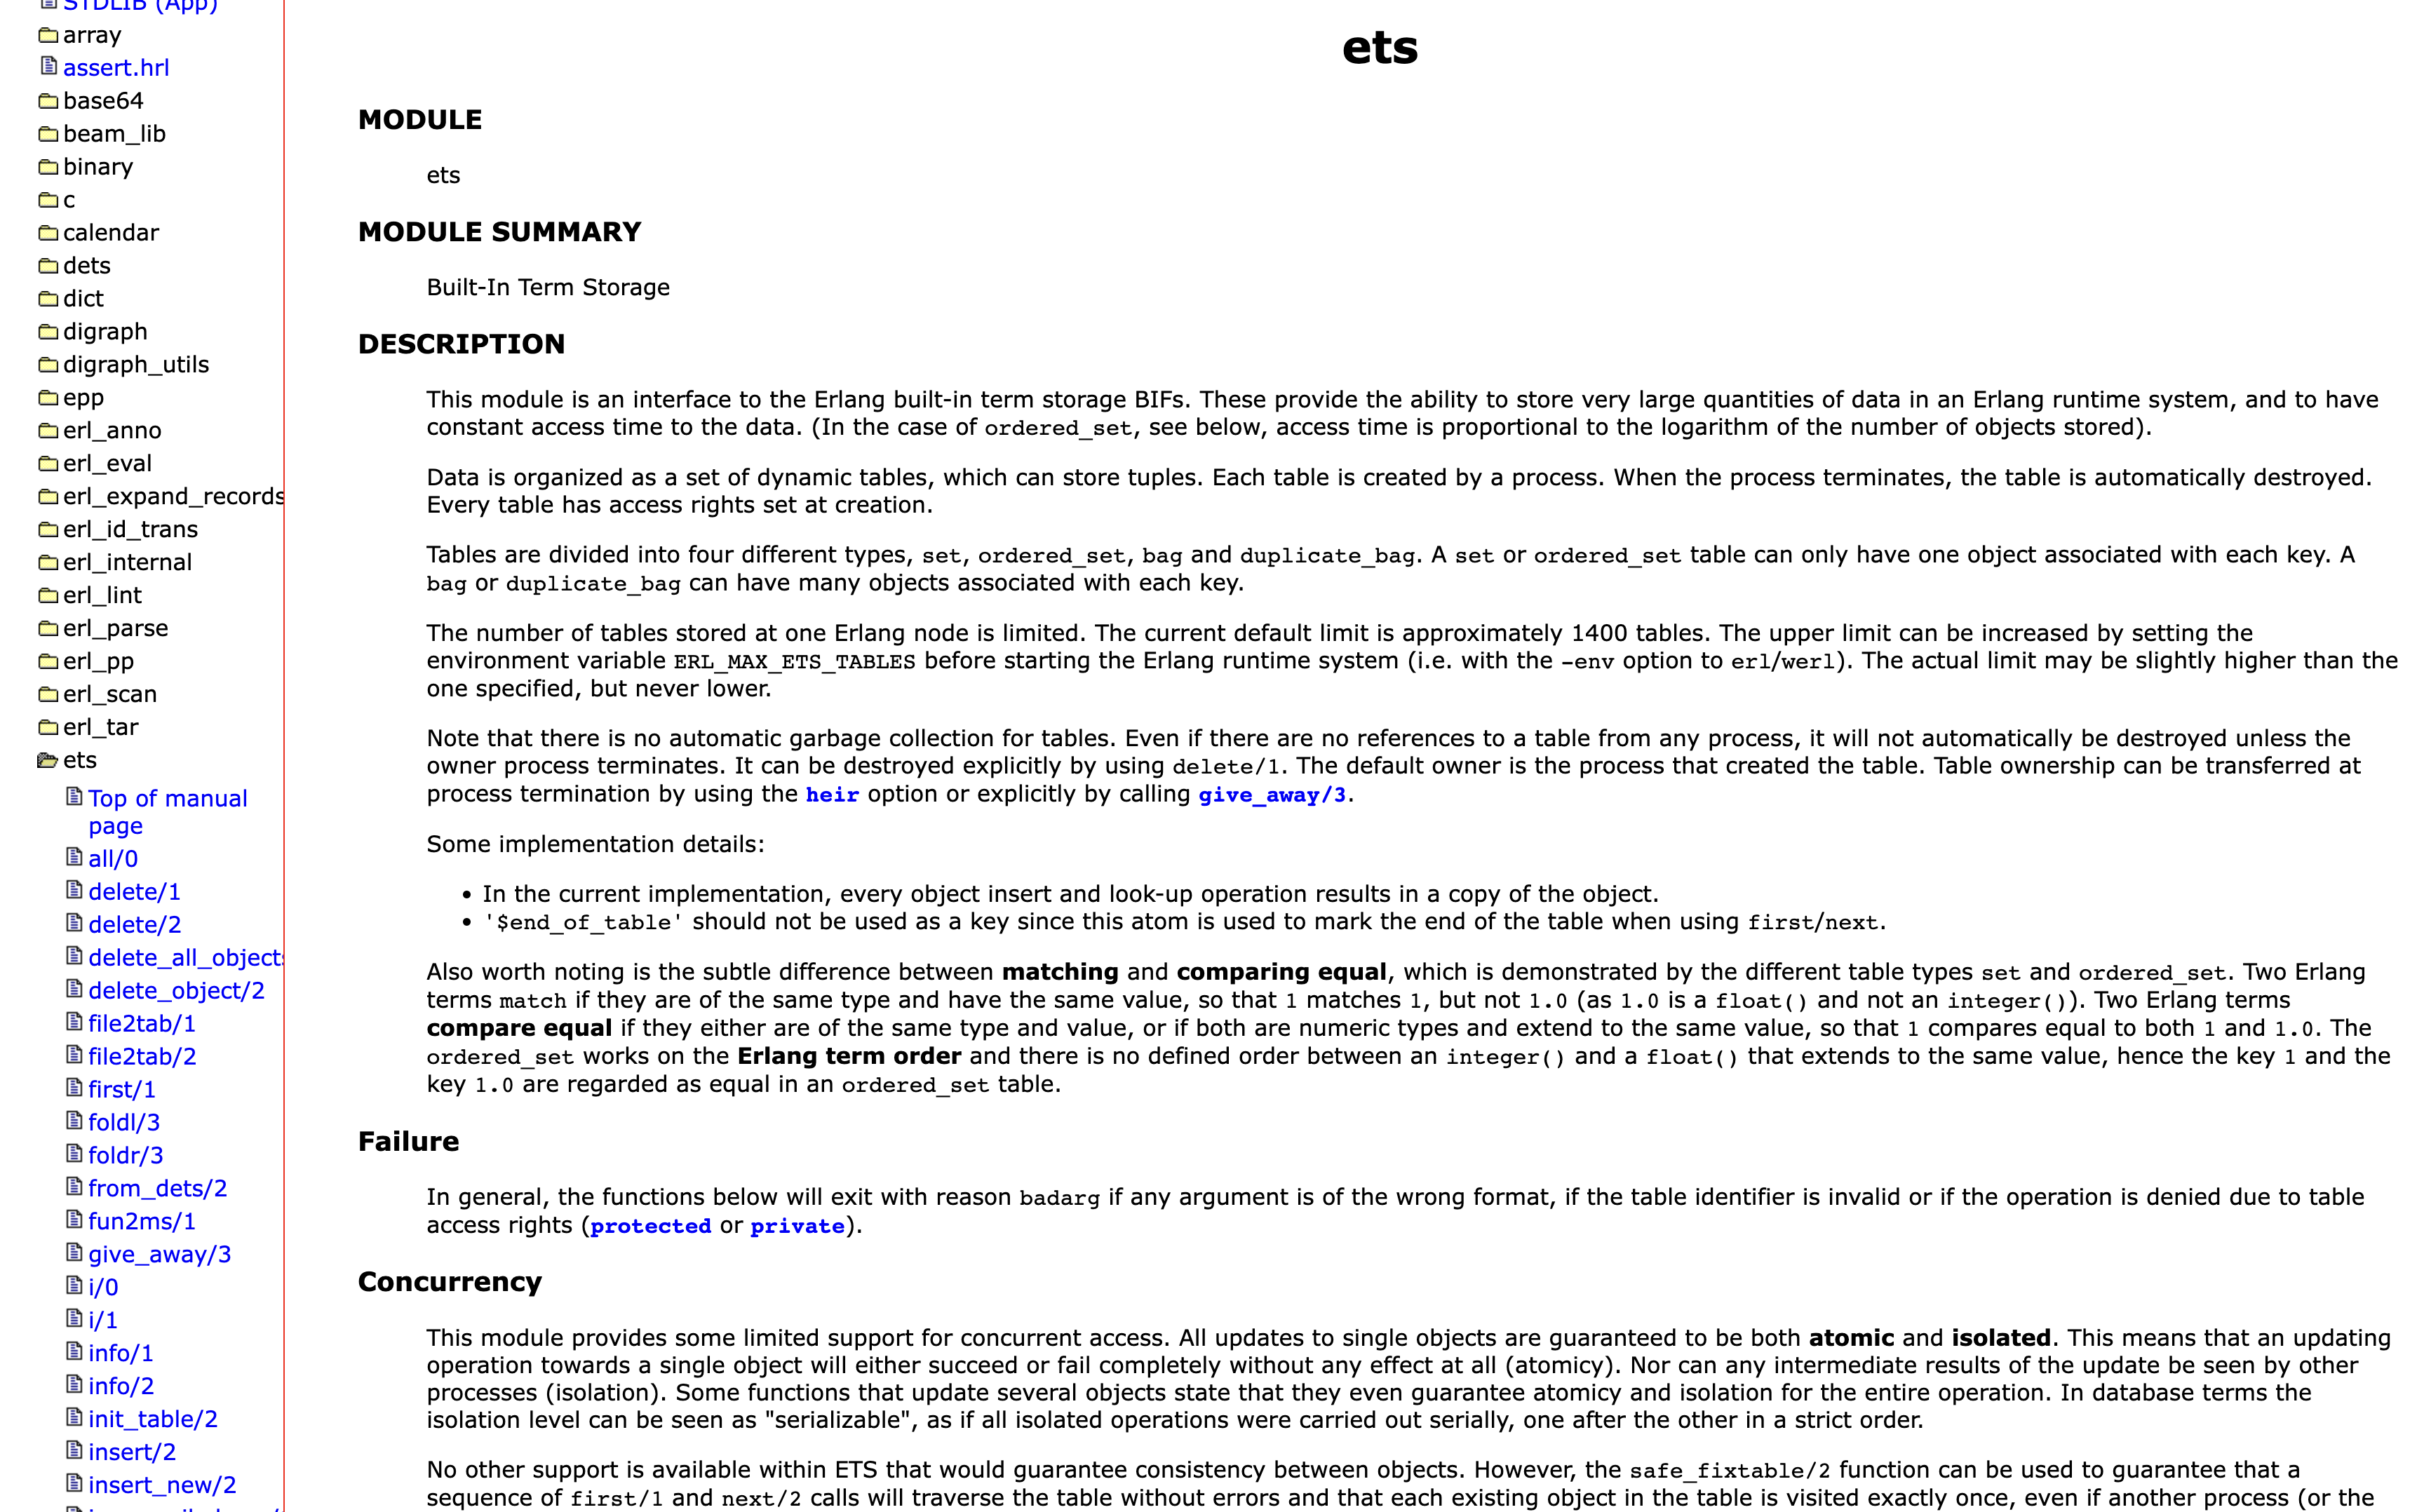 STDLIB (App)
array
assert.hrl
base64
beam_lib
binary
c
calendar
dets
dict
digraph
digraph_utils
epp
erl_anno
erl_eval
erl_expand_records
erl_id_trans
erl_internal
erl_lint
erl_parse
erl_pp
erl_scan
erl_tar
ets
Top of manual
page
all/0
delete/1
delete/2
delete_all_objects
delete_object/2
file2tab/1
file2tab/2
first/1
foldl/3
foldr/3
from_dets/2
fun2ms/1
give_away/3
i/0
i/1
info/1
info/2
init_table/2
insert/2
insert_new/2
ets
MODULE
ets
MODULE SUMMARY
Built-In Term Storage
DESCRIPTION
This module is an interface to the Erlang built-in term storage BIFs. These provide the ability to store very large quantities of data in an Erlang runtime system, and to have
constant access time to the data. (In the case of ordered_set, see below, access time is proportional to the logarithm of the number of objects stored).
Data is organized as a set of dynamic tables, which can store tuples. Each table is created by a process. When the process terminates, the table is automatically destroyed.
Every table has access rights set at creation.
Tables are divided into four different types, set, ordered_set, bag and duplicate_bag. A set or ordered_set table can only have one object associated with each key. A
bag or duplicate_bag can have many objects associated with each key.
The number of tables stored at one Erlang node is limited. The current default limit is approximately 1400 tables. The upper limit can be increased by setting the
environment variable ERL_MAX_ETS_TABLES before starting the Erlang runtime system (i.e. with the -env option to erl/werl). The actual limit may be slightly higher than the
one specified, but never lower.
Note that there is no automatic garbage collection for tables. Even if there are no references to a table from any process, it will not automatically be destroyed unless the
owner process terminates. It can be destroyed explicitly by using delete/1. The default owner is the process that created the table. Table ownership can be transferred at
process termination by using the heir option or explicitly by calling give_away/3.
Some implementation details:
• In the current implementation, every object insert and look-up operation results in a copy of the object.
• '$end_of_table' should not be used as a key since this atom is used to mark the end of the table when using first/next.
Also worth noting is the subtle difference between matching and comparing equal, which is demonstrated by the different table types set and ordered_set. Two Erlang
terms match if they are of the same type and have the same value, so that 1 matches 1, but not 1.0 (as 1.0 is a float() and not an integer()). Two Erlang terms
compare equal if they either are of the same type and value, or if both are numeric types and extend to the same value, so that 1 compares equal to both 1 and 1.0. The
ordered_set works on the Erlang term order and there is no defined order between an integer() and a float() that extends to the same value, hence the key 1 and the
key 1.0 are regarded as equal in an ordered_set table.
Failure
In general, the functions below will exit with reason badarg if any argument is of the wrong format, if the table identifier is invalid or if the operation is denied due to table
access rights (protected or private).
Concurrency
This module provides some limited support for concurrent access. All updates to single objects are guaranteed to be both atomic and isolated. This means that an updating
operation towards a single object will either succeed or fail completely without any effect at all (atomicy). Nor can any intermediate results of the update be seen by other
processes (isolation). Some functions that update several objects state that they even guarantee atomicy and isolation for the entire operation. In database terms the
isolation level can be seen as "serializable", as if all isolated operations were carried out serially, one after the other in a strict order.
No other support is available within ETS that would guarantee consistency between objects. However, the safe_fixtable/2 function can be used to guarantee that a
sequence of first/1 and next/2 calls will traverse the table without errors and that each existing object in the table is visited exactly once, even if another process (or the